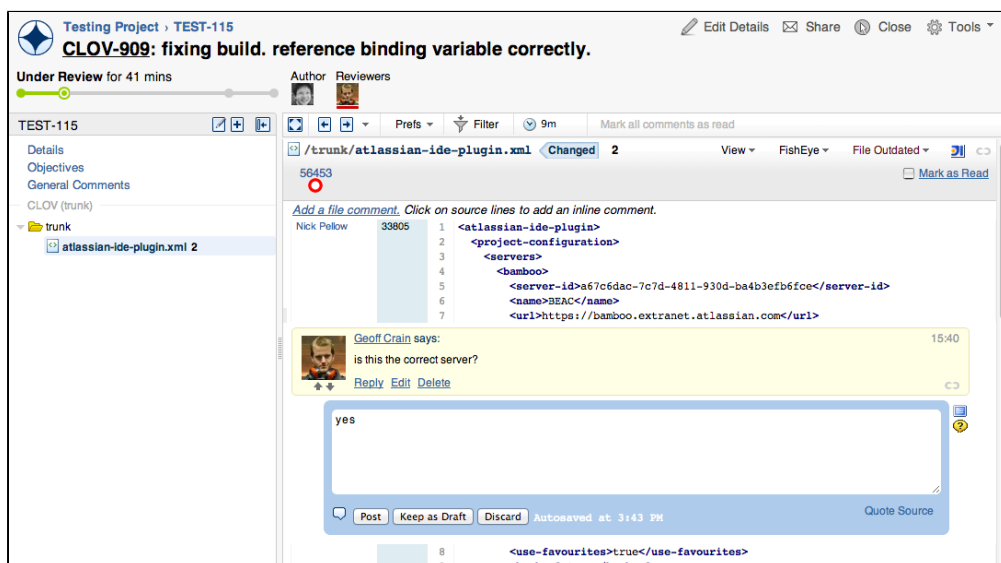 Testing Project › TEST-115
Edit Details Share Close Tools
CLOV-909: fixing build. reference binding variable correctly.
Under Review for 41 mins
Author Reviewers
TEST-115
Prefs Filter 9m Mark all comments as read
Details
Objectives
General Comments
CLOV (trunk)
trunk
atlassian-ide-plugin.xml 2
/trunk/atlassian-ide-plugin.xml Changed 2 View FishEye File Outdated
56453 Mark as Read
Add a file comment. Click on source lines to add an inline comment.
Nick Pellow 33805 1 <atlassian-ide-plugin>
2 <project-configuration>
3 <servers>
4 <bamboo>
5 <server-id>a67c6dac-7c7d-4811-930d-ba4b3efb6fce</server-id>
6 <name>BEAC</name>
7 <url>https://bamboo.extranet.atlassian.com</url>
Geoff Crain says: 15:40
is this the correct server?
Reply Edit Delete
yes
Post Keep as Draft Discard Autosaved at 3:43 PM Quote Source
8 <use-favourites>true</use-favourites>